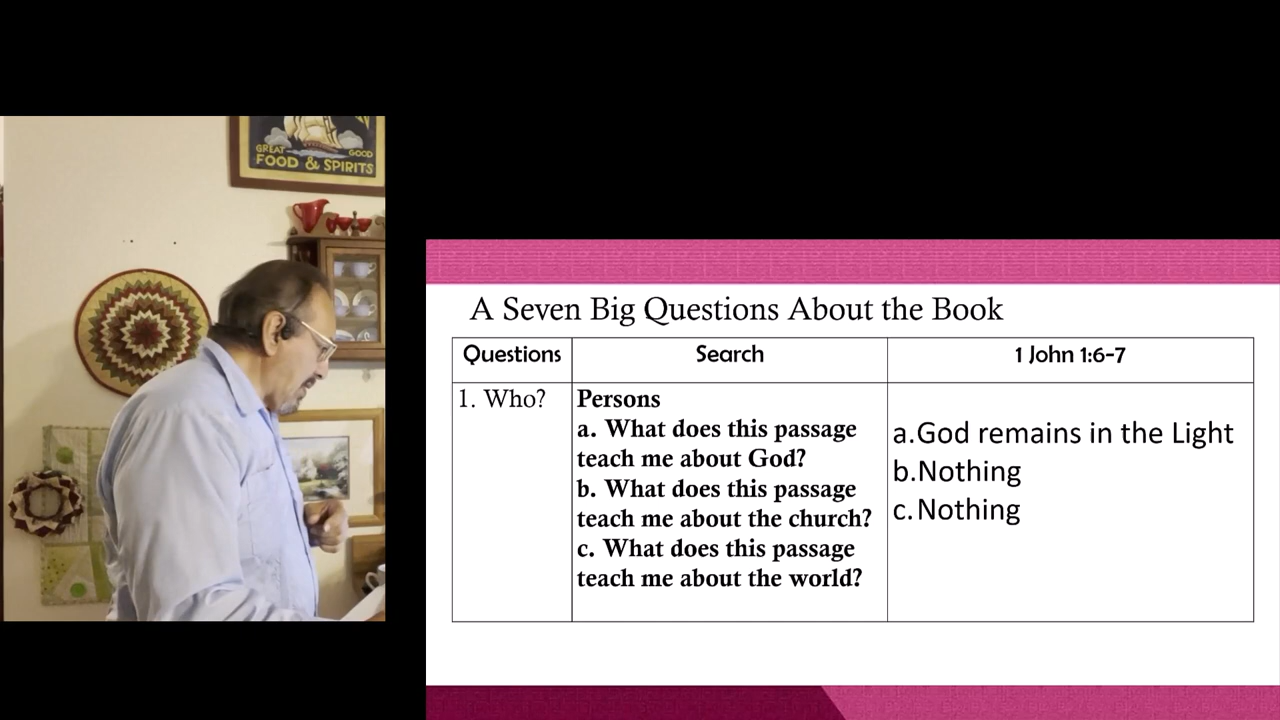 GREAT GOOD
FOOD & SPIRITS
A Seven Big Questions About the Book
Questions Search 1 John 1:6-7
1. Who?
Persons
a. What does this passage
teach me about God?
b. What does this passage
teach me about the church?
c. What does this passage
teach me about the world?
a.God remains in the Light
b.Nothing
c.Nothing